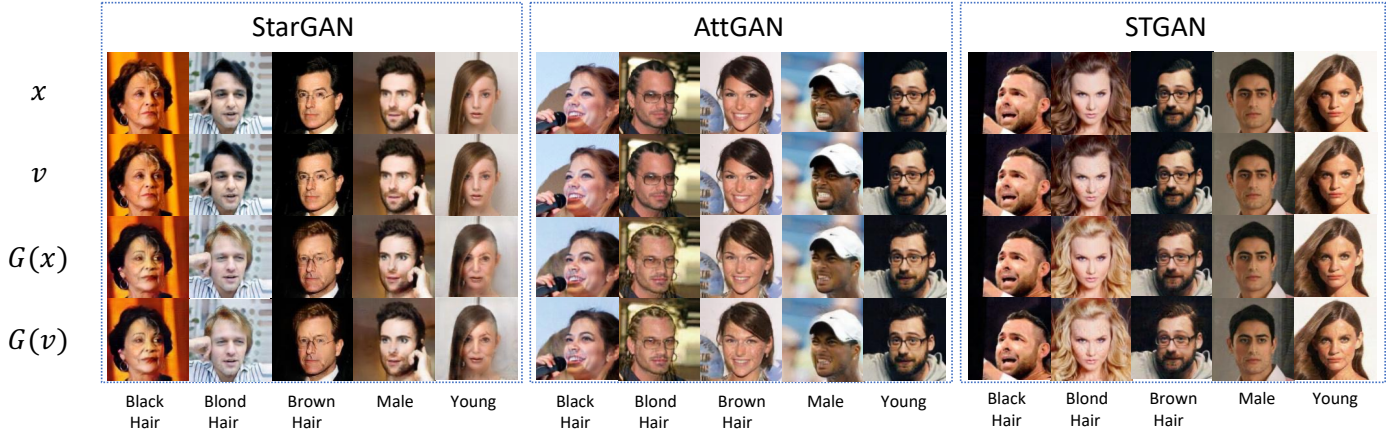 StarGAN AttGAN STGAN
x
v
G(x)
G(v)
Black Blond Brown Male Young Black Blond Brown Male Young Black Blond Brown Male Young
Hair Hair Hair Hair Hair Hair Hair Hair Hair